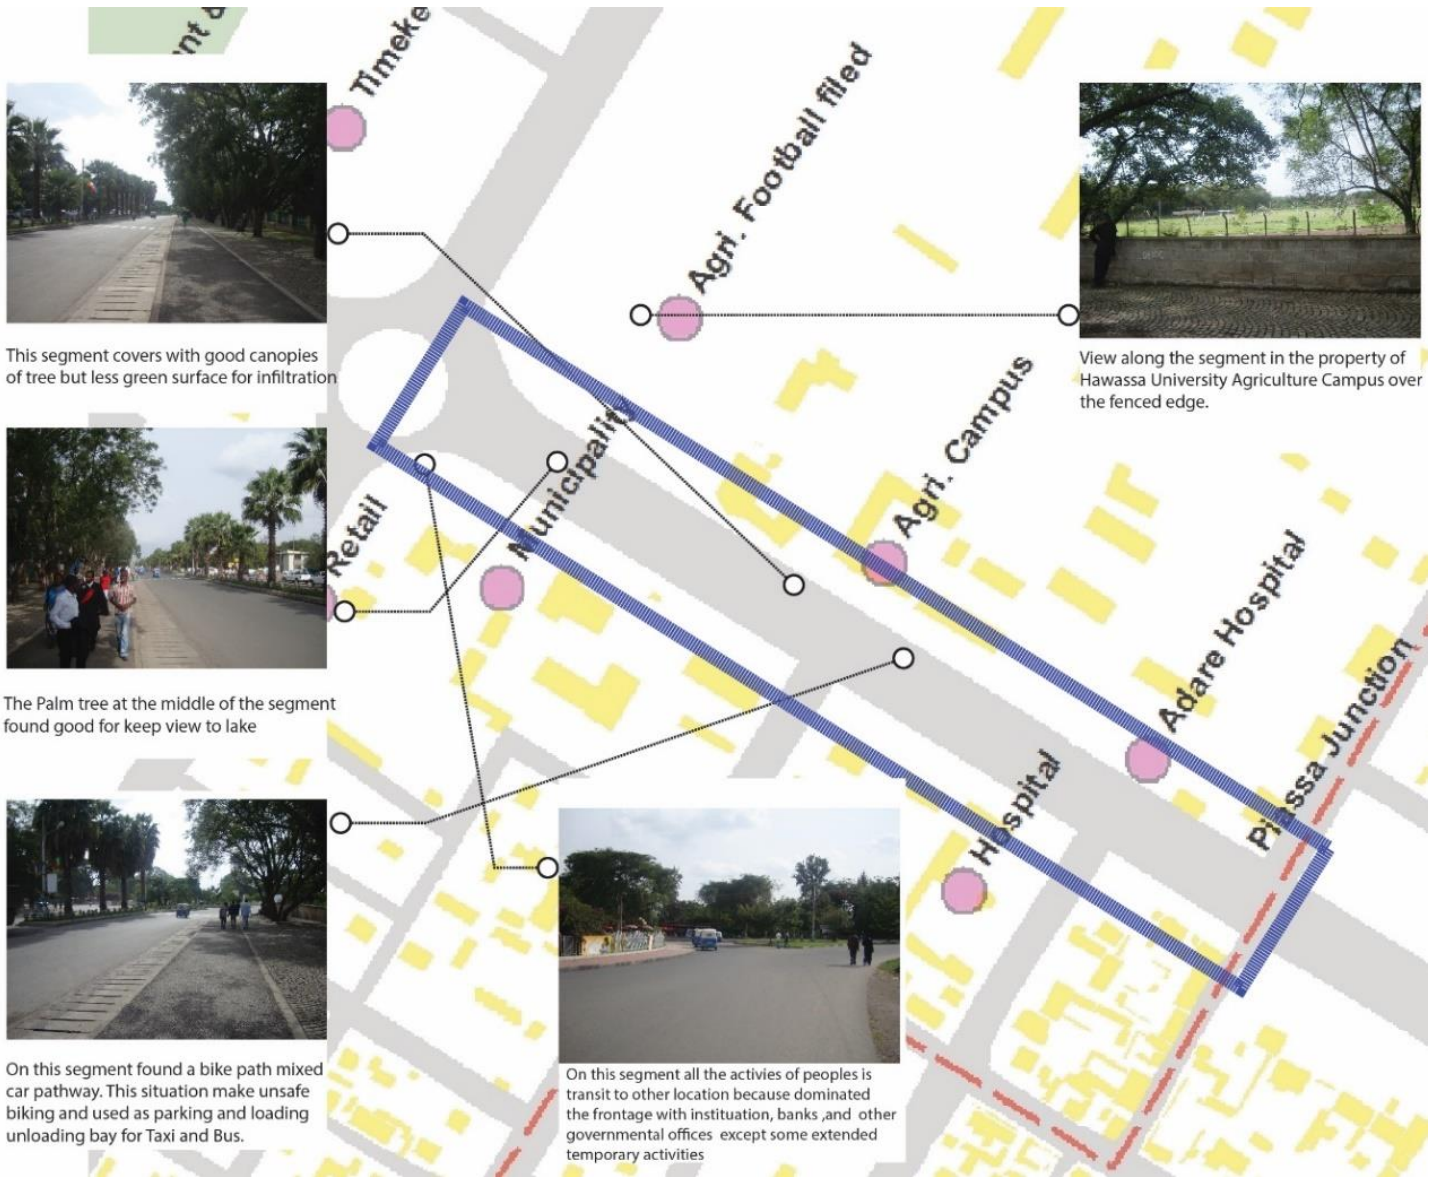 nt &
Timeke
Agri. Football filed
This segment covers with good canopies
of tree but less green surface for infiltration
View along the segment in the property of
Hawassa University Agriculture Campus over
the fenced edge.
Agri. Campus
Municipality
Retail
Adare Hospital
Piassa Junction
Hospital
The Palm tree at the middle of the segment
found good for keep view to lake
On this segment found a bike path mixed
car pathway. This situation make unsafe
biking and used as parking and loading
unloading bay for Taxi and Bus.
On this segment all the activies of peoples is
transit to other location because dominated
the frontage with instituation, banks ,and other
governmental offices except some extended
temporary activities